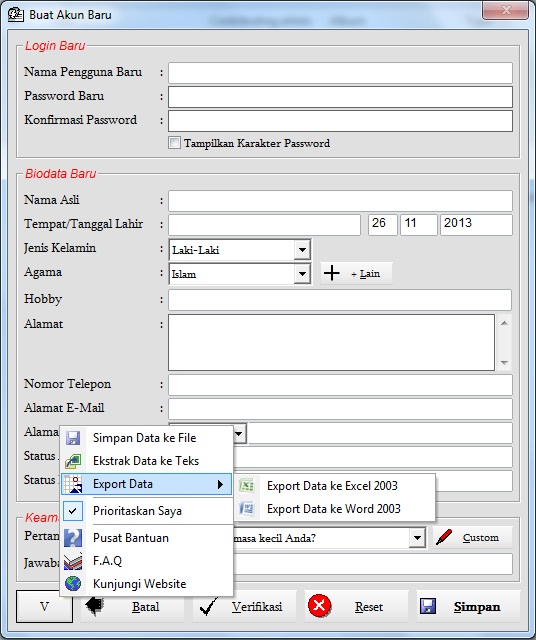 Buat Akun Baru
Login Baru
Nama Pengguna Baru :
Password Baru :
Konfirmasi Password :
Tampilkan Karakter Password
Biodata Baru
Nama Asli :
Tempat/Tanggal Lahir : 26 11 2013
Jenis Kelamin : Laki-Laki
Agama : Islam + Lain
Hobby :
Alamat :
Nomor Telepon :
Alamat E-Mail :
Alama
Status
Status
Simpan Data ke File
Ekstrak Data ke Teks
Export Data
Export Data ke Excel 2003
Export Data ke Word 2003
Prioritaskan Saya
Pusat Bantuan
F.A.Q
Kunjungi Website
Keama
Pertan masa kecil Anda? Custom
Jawaba
V Batal Verifikasi Reset Simpan